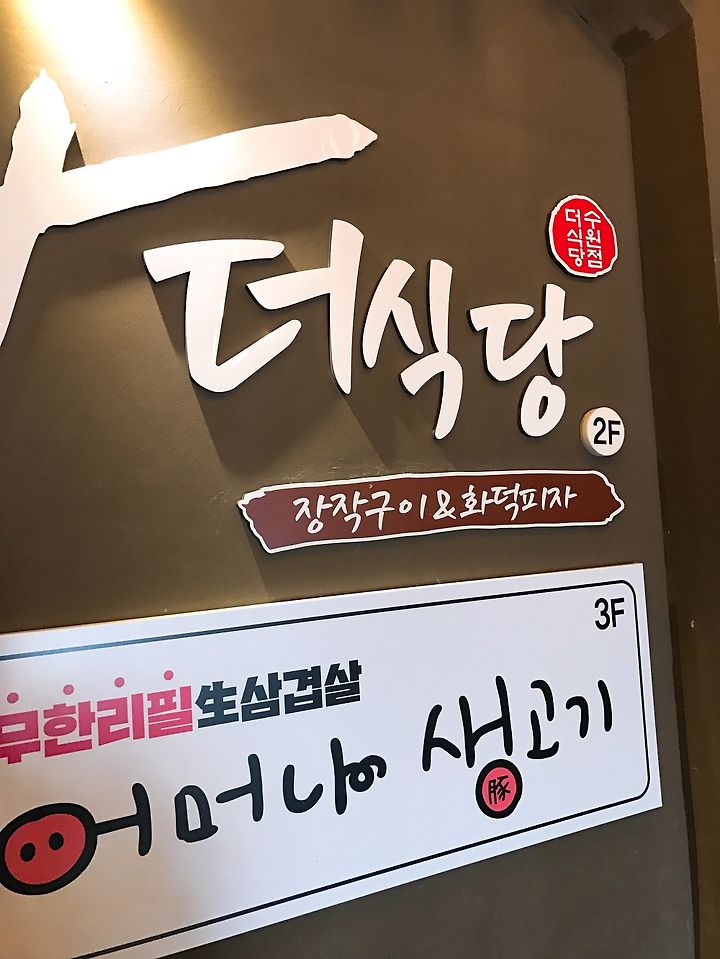 더식당
수원점
더식당
2F
장작구이&화덕피자
3F
무한리필生삼겹살
어머나 생고기
豚